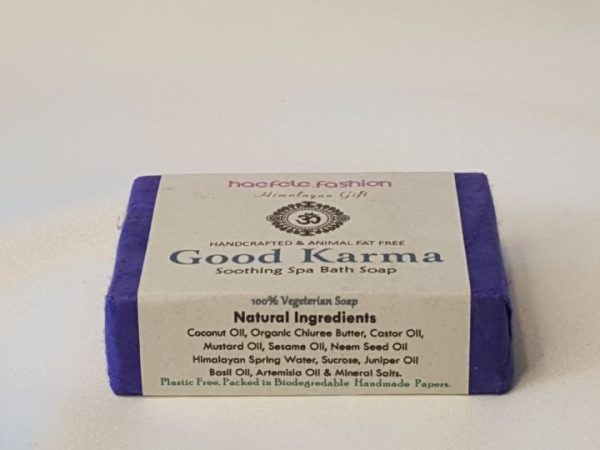 haefele.fashion
Himalayan Gift
ॐ
HANDCRAFTED & ANIMAL FAT FREE
Good Karma
Soothing Spa Bath Soap
100% Vegeterian Soap
Natural Ingredients
Coconut Oil, Organic Chiuree Butter, Castor Oil,
Mustard Oil, Sesame Oil, Neem Seed Oil
Himalayan Spring Water, Sucrose, Juniper Oil
Basil Oil, Artemisia Oil & Mineral Salts.
Plastic Free. Packed in Biodegredable Handmade Papers.